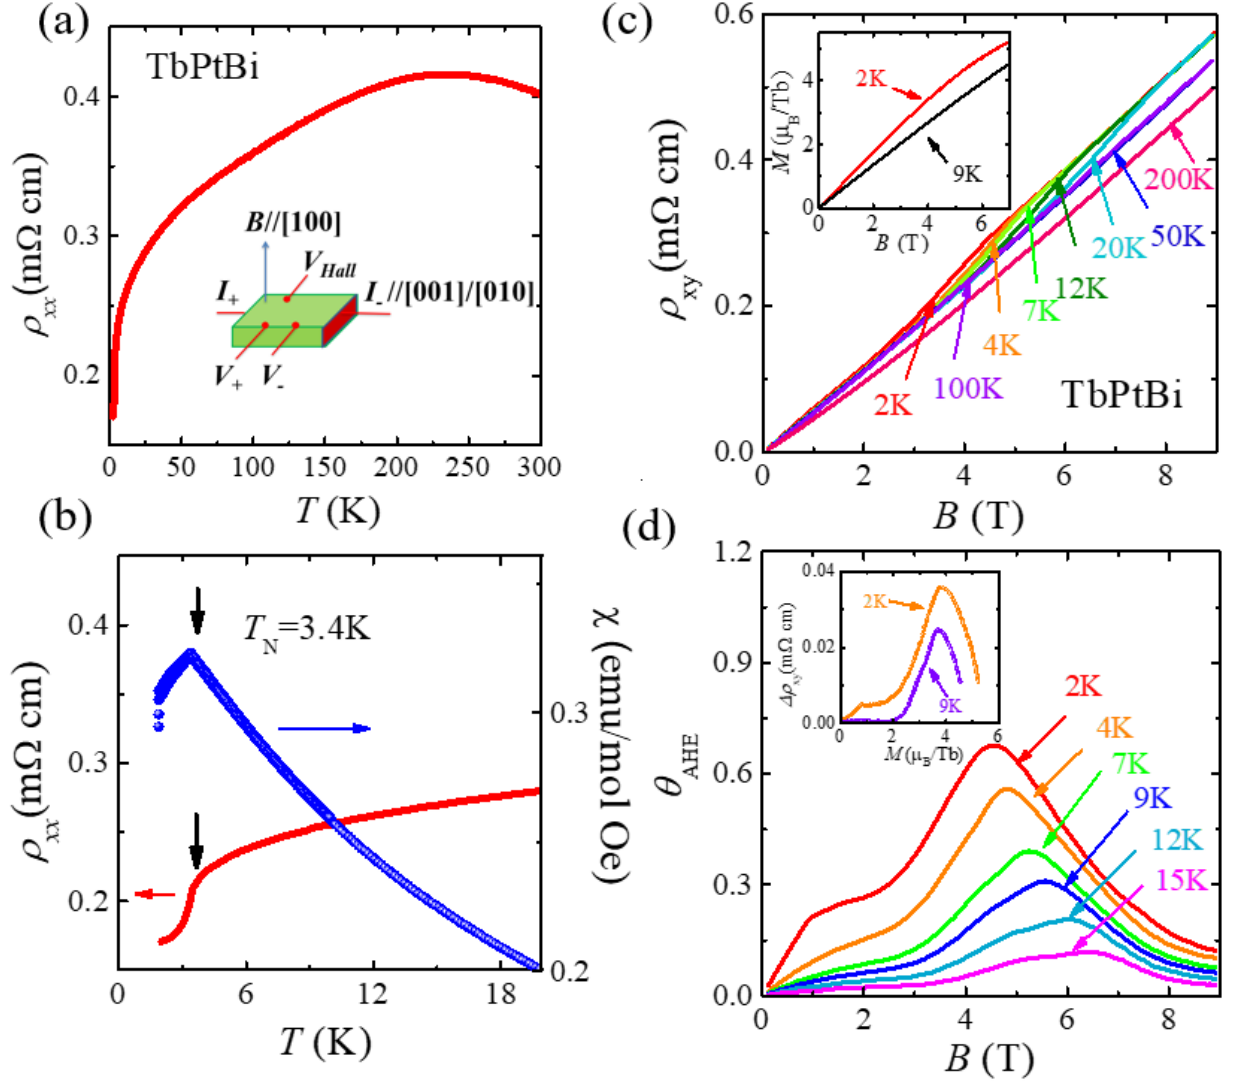 (a)
TbPtBi
ρxx (mΩ cm)
0.4
0.3
0.2
B//[100]
VHall
I+
I-//[001]/[010]
V+
V-
0 50 100 150 200 250 300
T (K)
(b)
TN=3.4K
ρxx (mΩ cm)
0.4
0.3
0.2
χ (emu/mol Oe)
0.3
0.2
0 6 12 18
T (K)
(c)
ρxy (mΩ cm)
0.6
0.4
0.2
0.0
M (μB/Tb)
4
2
0
2K
9K
0 2 4 6
B (T)
200K
50K
20K
12K
7K
4K
100K
2K
TbPtBi
0 2 4 6 8
B (T)
(d)
θAHE
1.2
0.9
0.6
0.3
0.0
Δρxy (mΩ cm)
0.04
0.02
0.00
2K
9K
0 2 4 6
M (μB/Tb)
2K
4K
7K
9K
12K
15K
0 2 4 6 8
B (T)